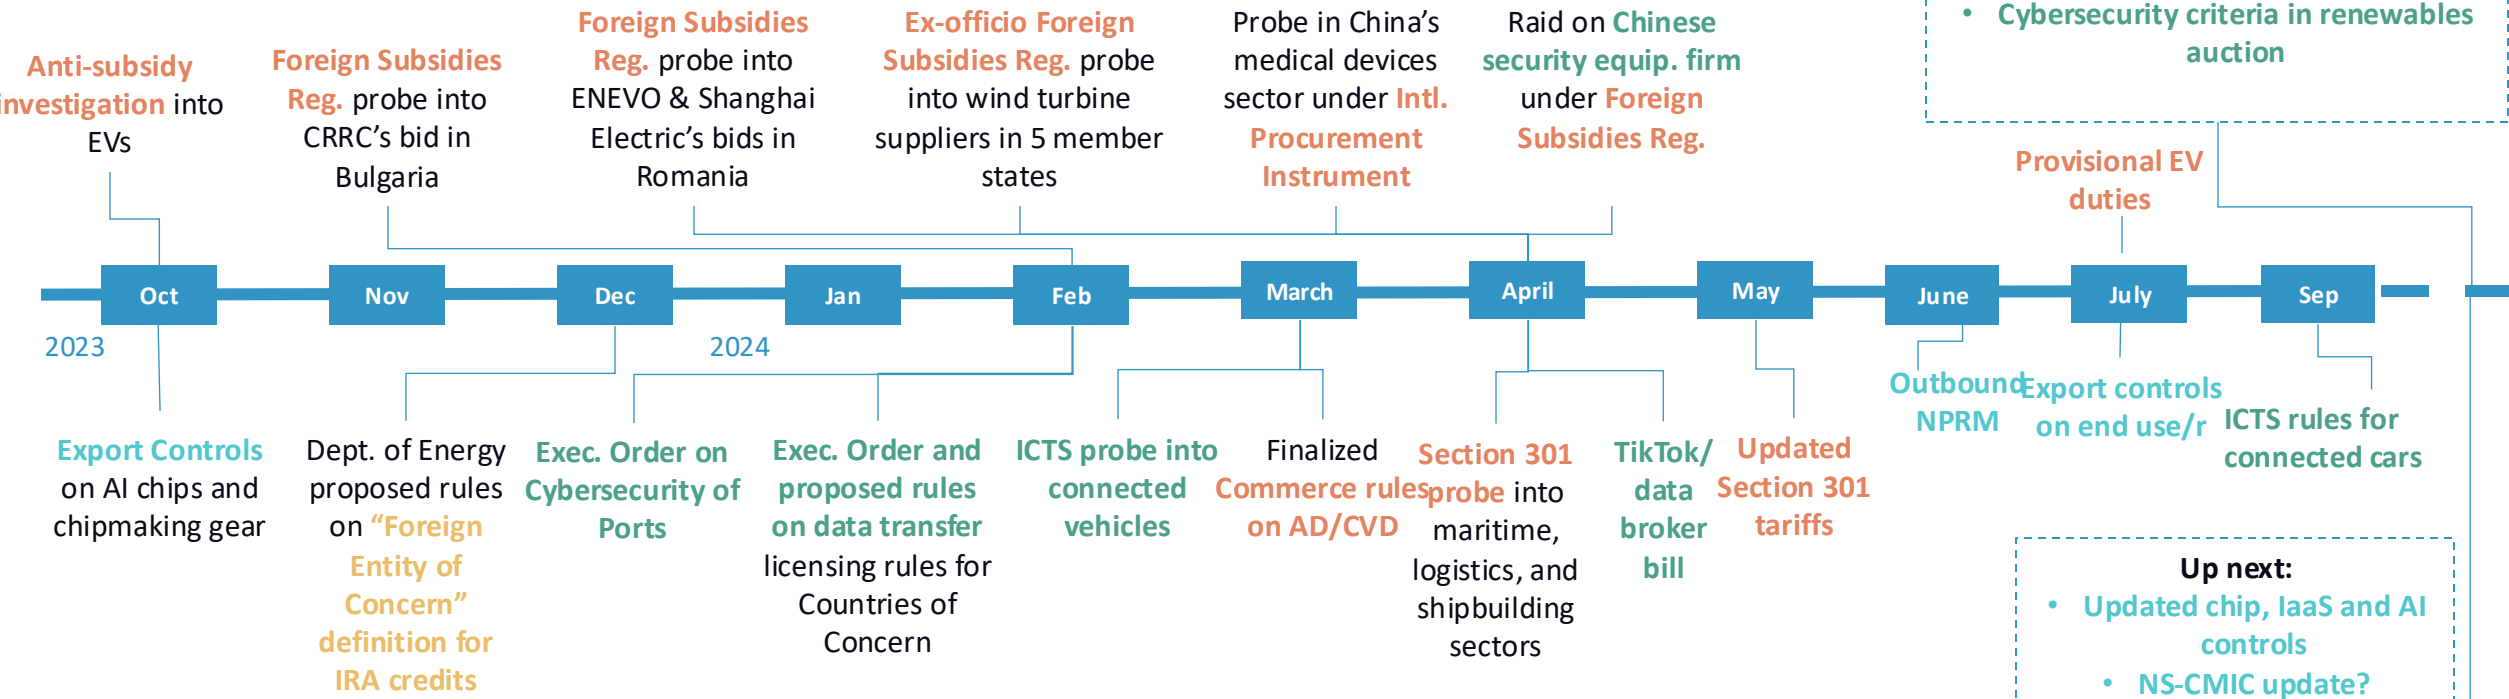 Anti-subsidy
investigation into
EVs
Foreign Subsidies
Reg. probe into
CRRC's bid in
Bulgaria
Foreign Subsidies
Reg. probe into
ENEVO & Shanghai
Electric's bids in
Romania
Ex-officio Foreign
Subsidies Reg. probe
into wind turbine
suppliers in 5 member
states
Probe in China's
medical devices
sector under Intl.
Procurement
Instrument
Raid on Chinese
security equip. firm
under Foreign
Subsidies Reg.
• Cybersecurity criteria in renewables
auction
Provisional EV
duties
Oct
Nov
Dec
Jan
Feb
March
April
May
June
July
Sep
2023
2024
Export Controls
on AI chips and
chipmaking gear
Dept. of Energy
proposed rules
on “Foreign
Entity of
Concern”
definition for
IRA credits
Exec. Order on
Cybersecurity of
Ports
Exec. Order and
proposed rules
on data transfer
licensing rules for
Countries of
Concern
ICTS probe into
connected
vehicles
Finalized
Commerce rules
on AD/CVD
Section 301
probe into
maritime,
logistics, and
shipbuilding
sectors
TikTok/
data
broker
bill
Updated
Section 301
tariffs
Outbound
NPRM
Export controls
on end use/r
ICTS rules for
connected cars
Up next:
• Updated chip, IaaS and AI
controls
• NS-CMIC update?